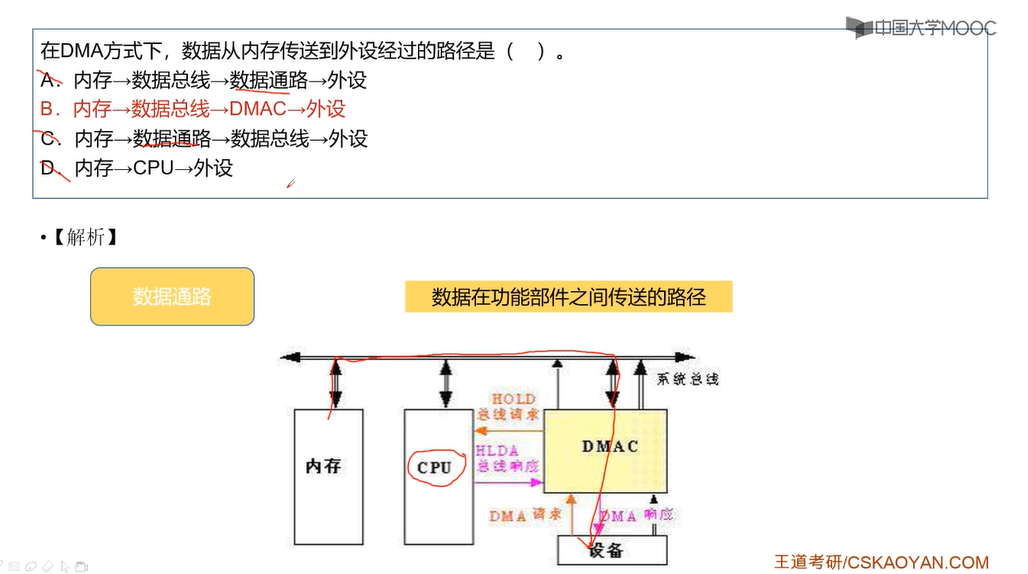 中国大学MOOC
在DMA方式下，数据从内存传送到外设经过的路径是（ ）。
A．内存→数据总线→数据通路→外设
B．内存→数据总线→DMAC→外设
C．内存→数据通路→数据总线→外设
D．内存→CPU→外设
•【解析】
数据通路
数据在功能部件之间传送的路径
系统总线
HOLD
总线请求
内存
CPU
DMAC
HLDA
总线响应
DMA 请求
DMA 响应
设备
王道考研/CSKAOYAN.COM